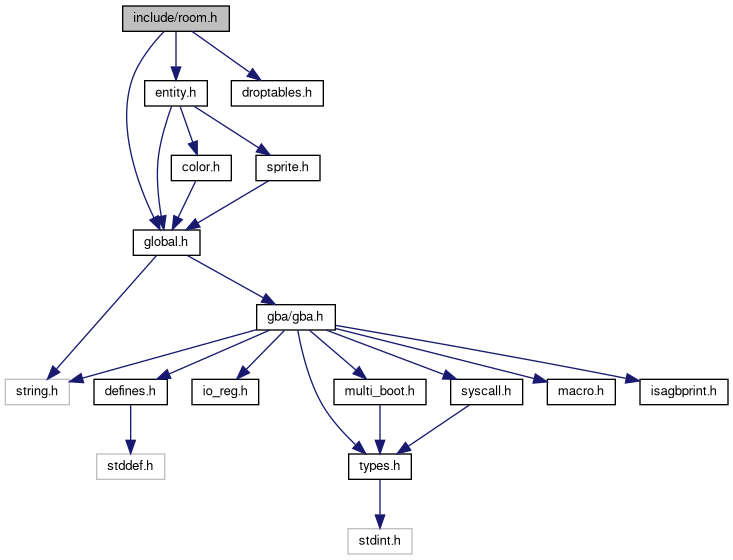 include/room.h
entity.h
droptables.h
color.h
sprite.h
global.h
gba/gba.h
string.h
defines.h
io_reg.h
multi_boot.h
syscall.h
macro.h
isagbprint.h
stddef.h
types.h
stdint.h